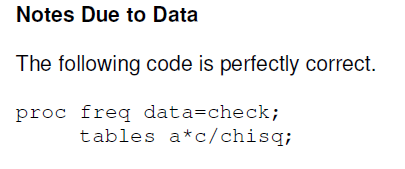 Notes Due to Data
The following code is perfectly correct.
proc freq data=check;
tables a*c/chisq;